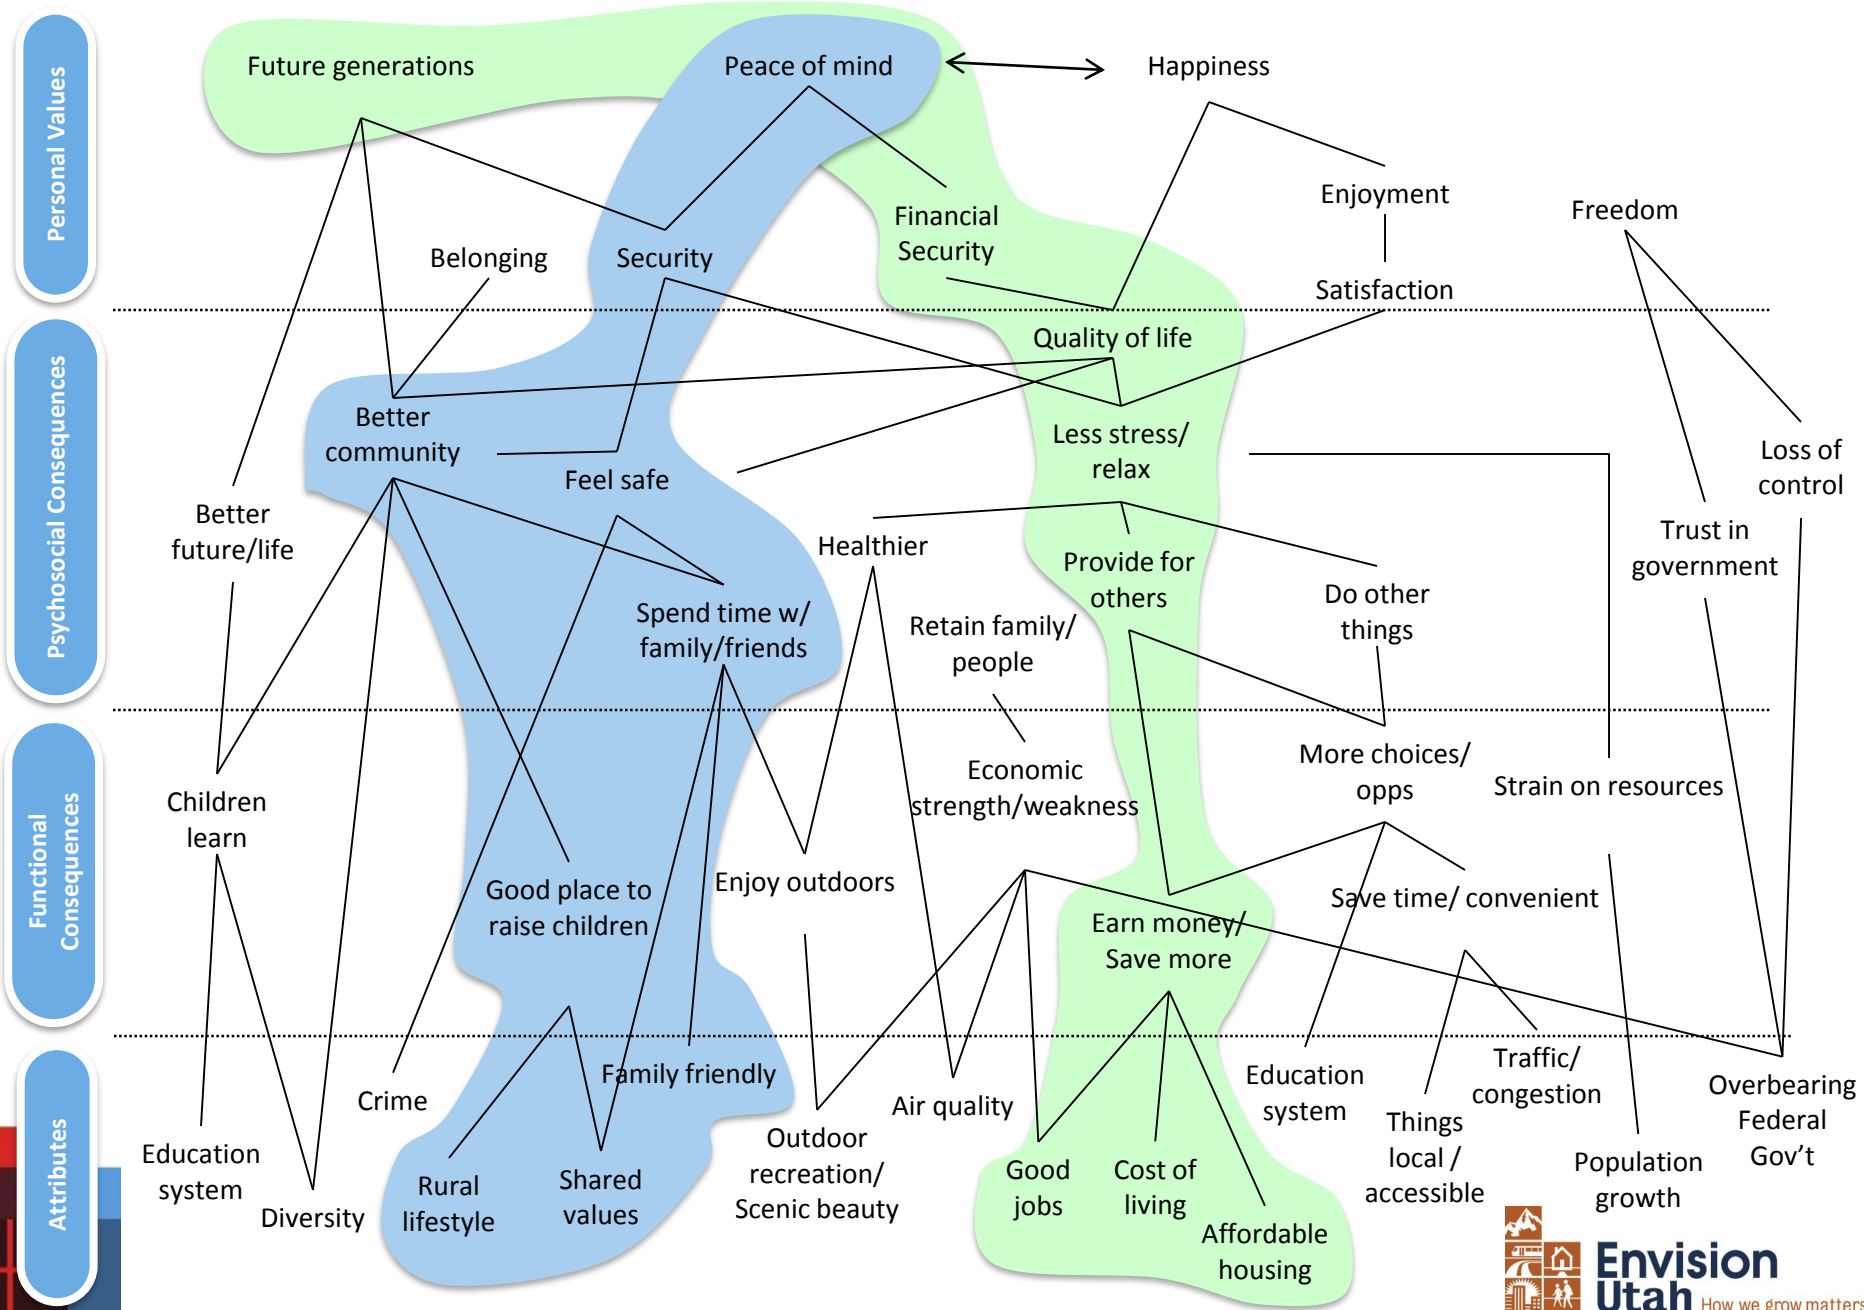 Personal Values
Future generations
Peace of mind
Happiness
Enjoyment
Freedom
Financial
Security
Belonging
Security
Satisfaction
Psychosocial Consequences
Quality of life
Better
community
Less stress/
relax
Loss of
control
Feel safe
Better
future/life
Healthier
Trust in
government
Provide for
others
Do other
things
Spend time w/
family/friends
Retain family/
people
Functional
Consequences
More choices/
opps
Economic
strength/weakness
Strain on resources
Children
learn
Good place to
raise children
Enjoy outdoors
Save time/ convenient
Earn money/
Save more
Attributes
Family friendly
Crime
Air quality
Education
system
Traffic/
congestion
Overbearing
Federal
Gov't
Things
local /
accessible
Education
system
Diversity
Rural
lifestyle
Shared
values
Outdoor
recreation/
Scenic beauty
Good
jobs
Cost of
living
Affordable
housing
Population
growth
Envision
Utah How we grow matters